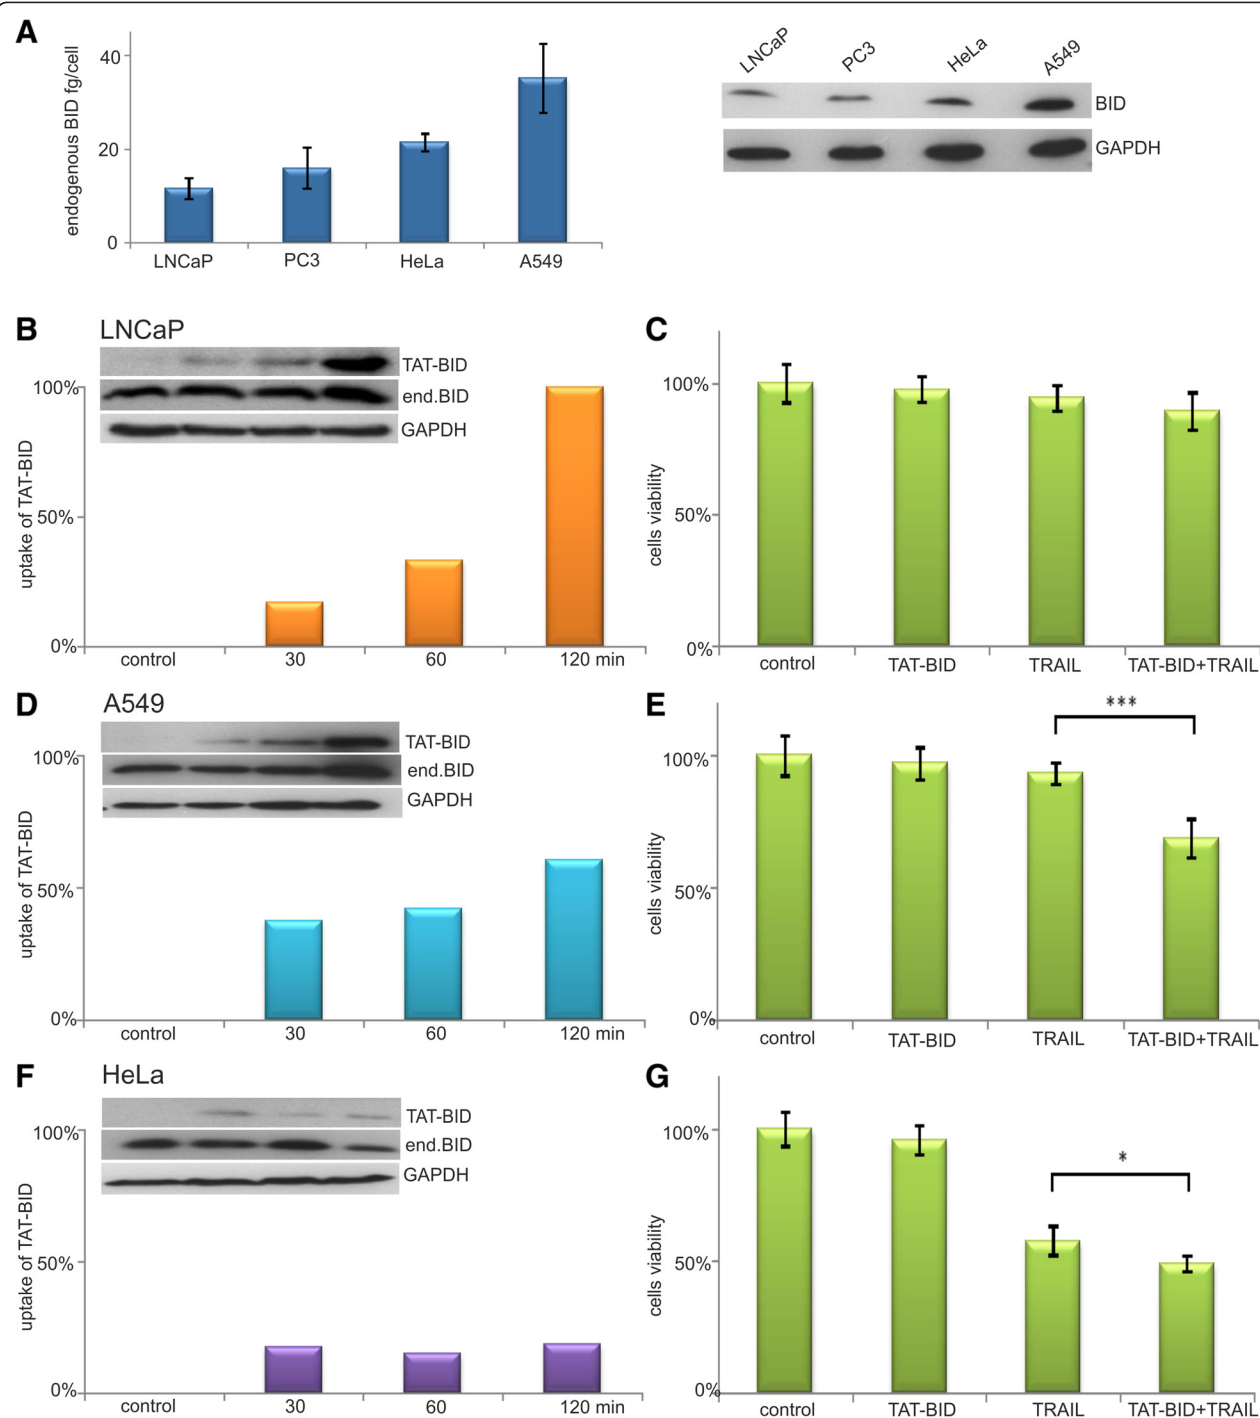 A
endogenous BID fg/cell
40
20
0
LNCaP PC3 HeLa A549
LNCaP PC3 HeLa A549
BID
GAPDH
B LNCaP
TAT-BID
end.BID
GAPDH
uptake of TAT-BID
100%
50%
0%
control 30 60 120 min
C
cells viability
100%
50%
0%
control TAT-BID TRAIL TAT-BID+TRAIL
D A549
TAT-BID
end.BID
GAPDH
uptake of TAT-BID
100%
50%
0%
control 30 60 120 min
E
***
cells viability
100%
50%
0%
control TAT-BID TRAIL TAT-BID+TRAIL
F HeLa
TAT-BID
end.BID
GAPDH
uptake of TAT-BID
100%
50%
0%
control 30 60 120 min
G
*
cells viability
100%
50%
0%
control TAT-BID TRAIL TAT-BID+TRAIL